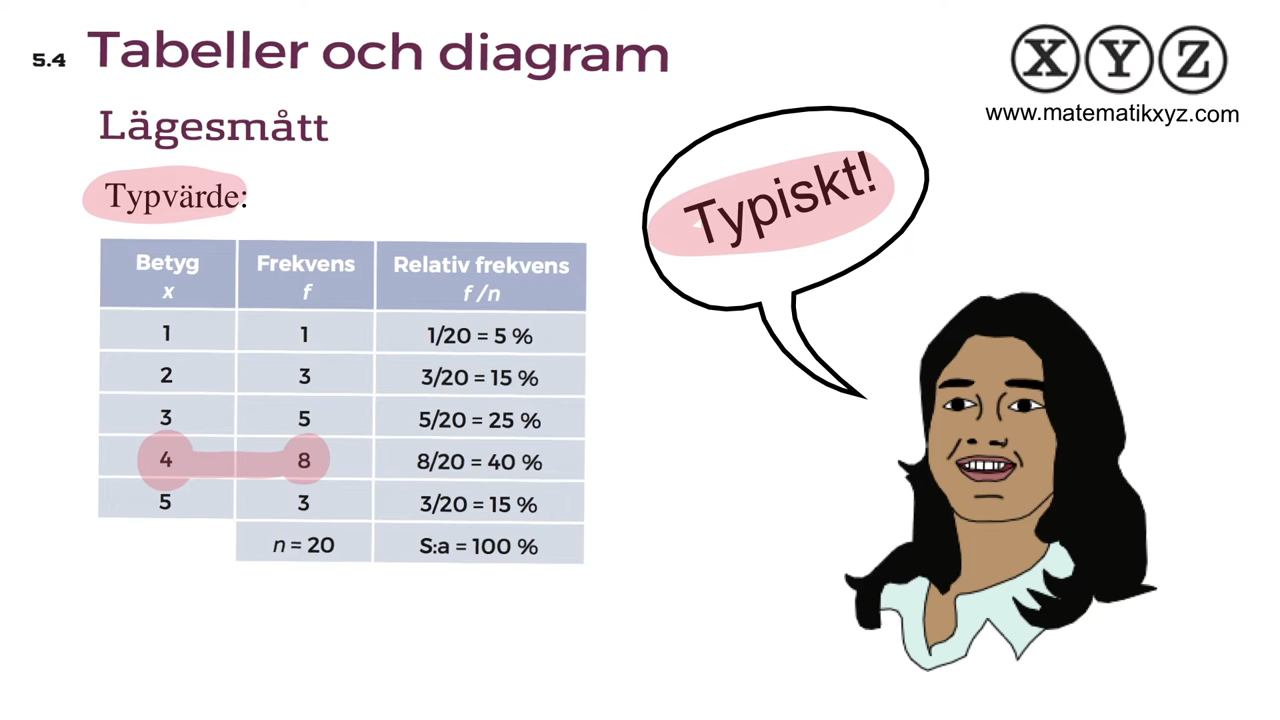 5.4 Tabeller och diagram
X Y Z
www.matematikxyz.com
Lägesmått
Typvärde:
Typiskt!
Betyg Frekvens Relativ frekvens
x f f /n
1 1 1/20 = 5 %
2 3 3/20 = 15 %
3 5 5/20 = 25 %
4 8 8/20 = 40 %
5 3 3/20 = 15 %
n = 20 S:a = 100 %